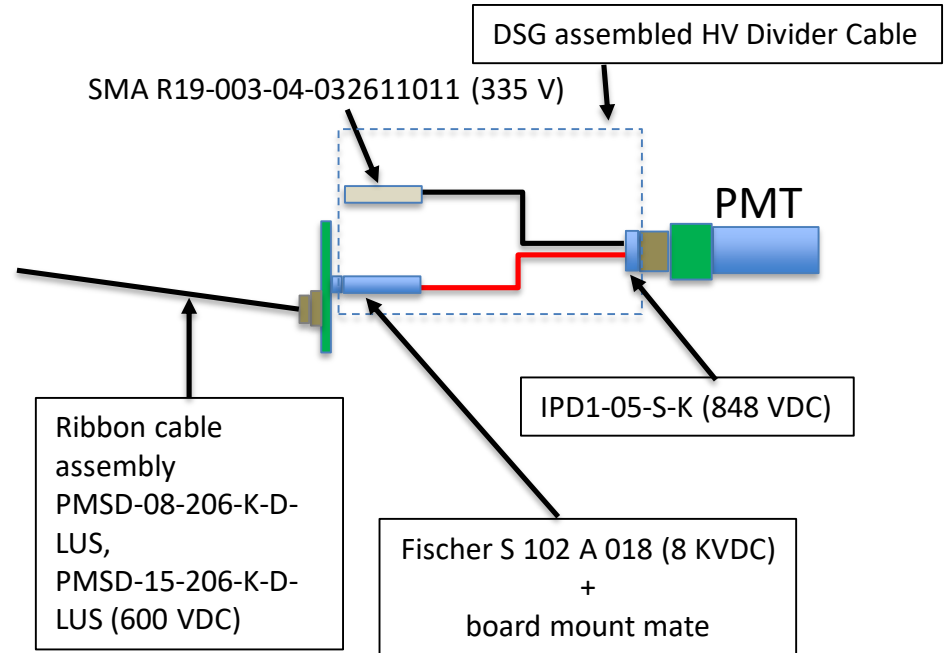 DSG assembled HV Divider Cable
SMA R19-003-04-032611011 (335 V)
PMT
IPD1-05-S-K (848 VDC)
Ribbon cable
assembly
PMSD-08-206-K-D-
LUS,
PMSD-15-206-K-D-
LUS (600 VDC)
Fischer S 102 A 018 (8 KVDC)
+
board mount mate